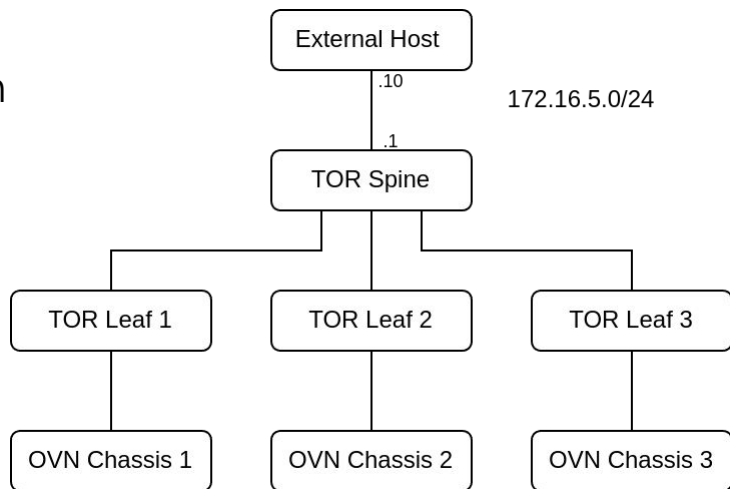 External Host
.10
n
172.16.5.0/24
.1
TOR Spine
TOR Leaf 1
TOR Leaf 2
TOR Leaf 3
OVN Chassis 1
OVN Chassis 2
OVN Chassis 3